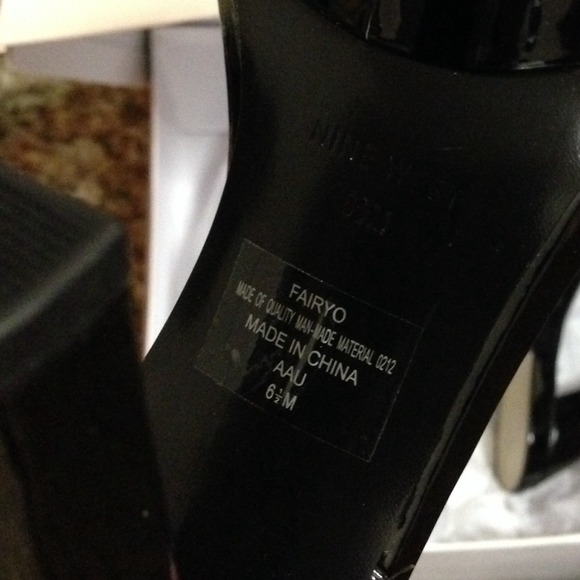 FAIRYO
MADE OF QUALITY MAN-MADE MATERIAL 0212
MADE IN CHINA
AAU
6½M